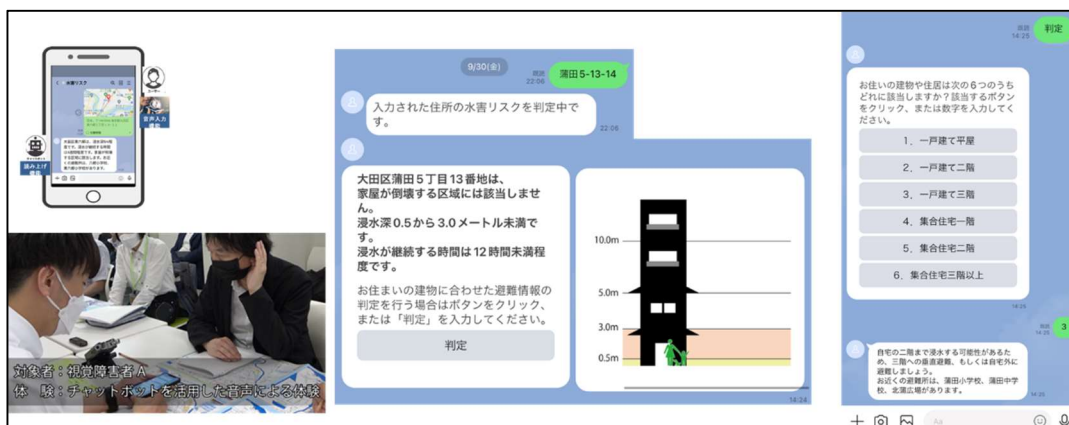 水害リスク
ユーザー
音声入力
機能
チャットボット
読み上げ
機能
対象者：視覚障害者A
体　験：チャットボットを活用した音声による体験
9/30(金)
既読
22:06
蒲田5-13-14
入力された住所の水害リスクを判定中で
す。
22:06
大田区蒲田5丁目13番地は、
家屋が倒壊する区域には該当しませ
ん。
浸水深0.5から3.0メートル未満で
す。
浸水が継続する時間は12時間未満程
度です。
お住まいの建物に合わせた避難情報の
判定を行う場合はボタンをクリック、
または「判定」を入力してください。
判定
10.0m
5.0m
3.0m
0.5m
14:24
既読
14:25
判定
お住いの建物や住居は次の6つのうち
どれに該当しますか？該当するボタン
をクリック、または数字を入力してく
ださい。
1．一戸建て平屋
2．一戸建て二階
3．一戸建て三階
4．集合住宅一階
5．集合住宅二階
6．集合住宅三階以上
14:25
既読
14:25
3
自宅の二階まで浸水する可能性があるた
め、三階への垂直避難、もしくは自宅外に
避難しましょう。
お近くの避難所は、蒲田小学校、蒲田中学
校、北蒲広場があります。
14:25
Aa